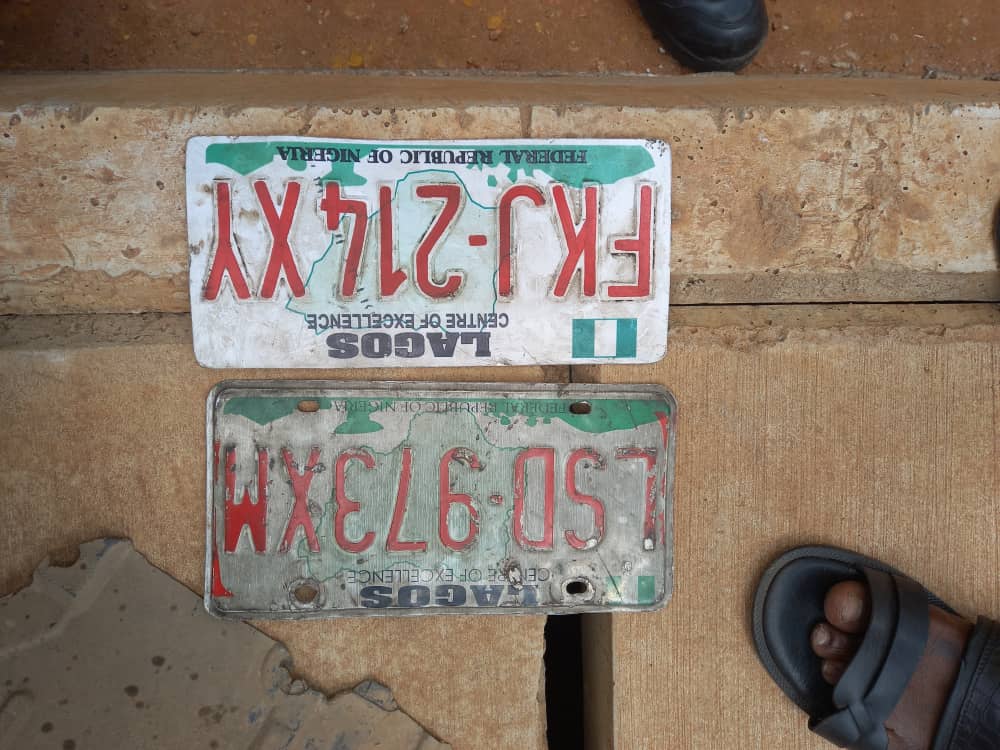 LAGOS
CENTRE OF EXCELLENCE
LSD-973XM
FEDERAL REPUBLIC OF NIGERIA
LAGOS
CENTRE OF EXCELLENCE
FKJ-214XY
FEDERAL REPUBLIC OF NIGERIA